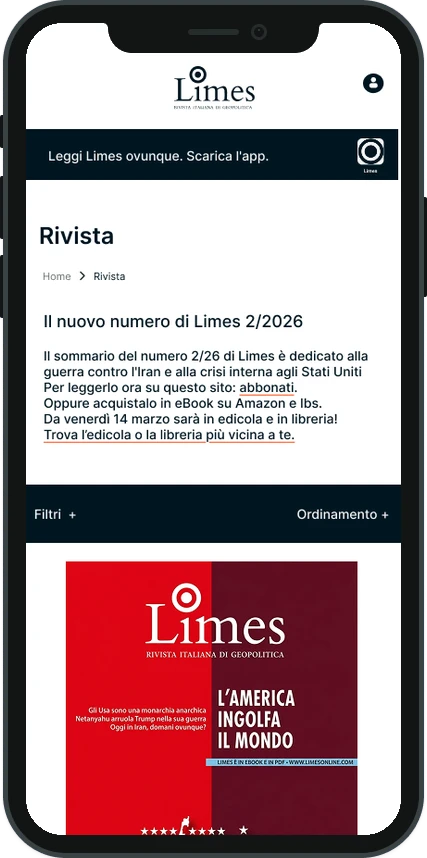 Limes
RIVISTA ITALIANA DI GEOPOLITICA
Leggi Limes ovunque. Scarica l'app.
Limes
Rivista
Home > Rivista
Il nuovo numero di Limes 2/2026
Il sommario del numero 2/26 di Limes è dedicato alla
guerra contro l'Iran e alla crisi interna agli Stati Uniti
Per leggerlo ora su questo sito: abbonati.
Oppure acquistalo in eBook su Amazon e Ibs.
Da venerdì 14 marzo sarà in edicola e in libreria!
Trova l'edicola o la libreria più vicina a te.
Filtri +
Ordinamento +
Limes
RIVISTA ITALIANA DI GEOPOLITICA
Gli Usa sono una monarchia anarchica
Netanyahu arruola Trump nella sua guerra
Oggi in Iran, domani ovunque?
L'AMERICA
INGOLFA
IL MONDO
LIMES È IN EBOOK E IN PDF • WWW.LIMESONLINE.COM